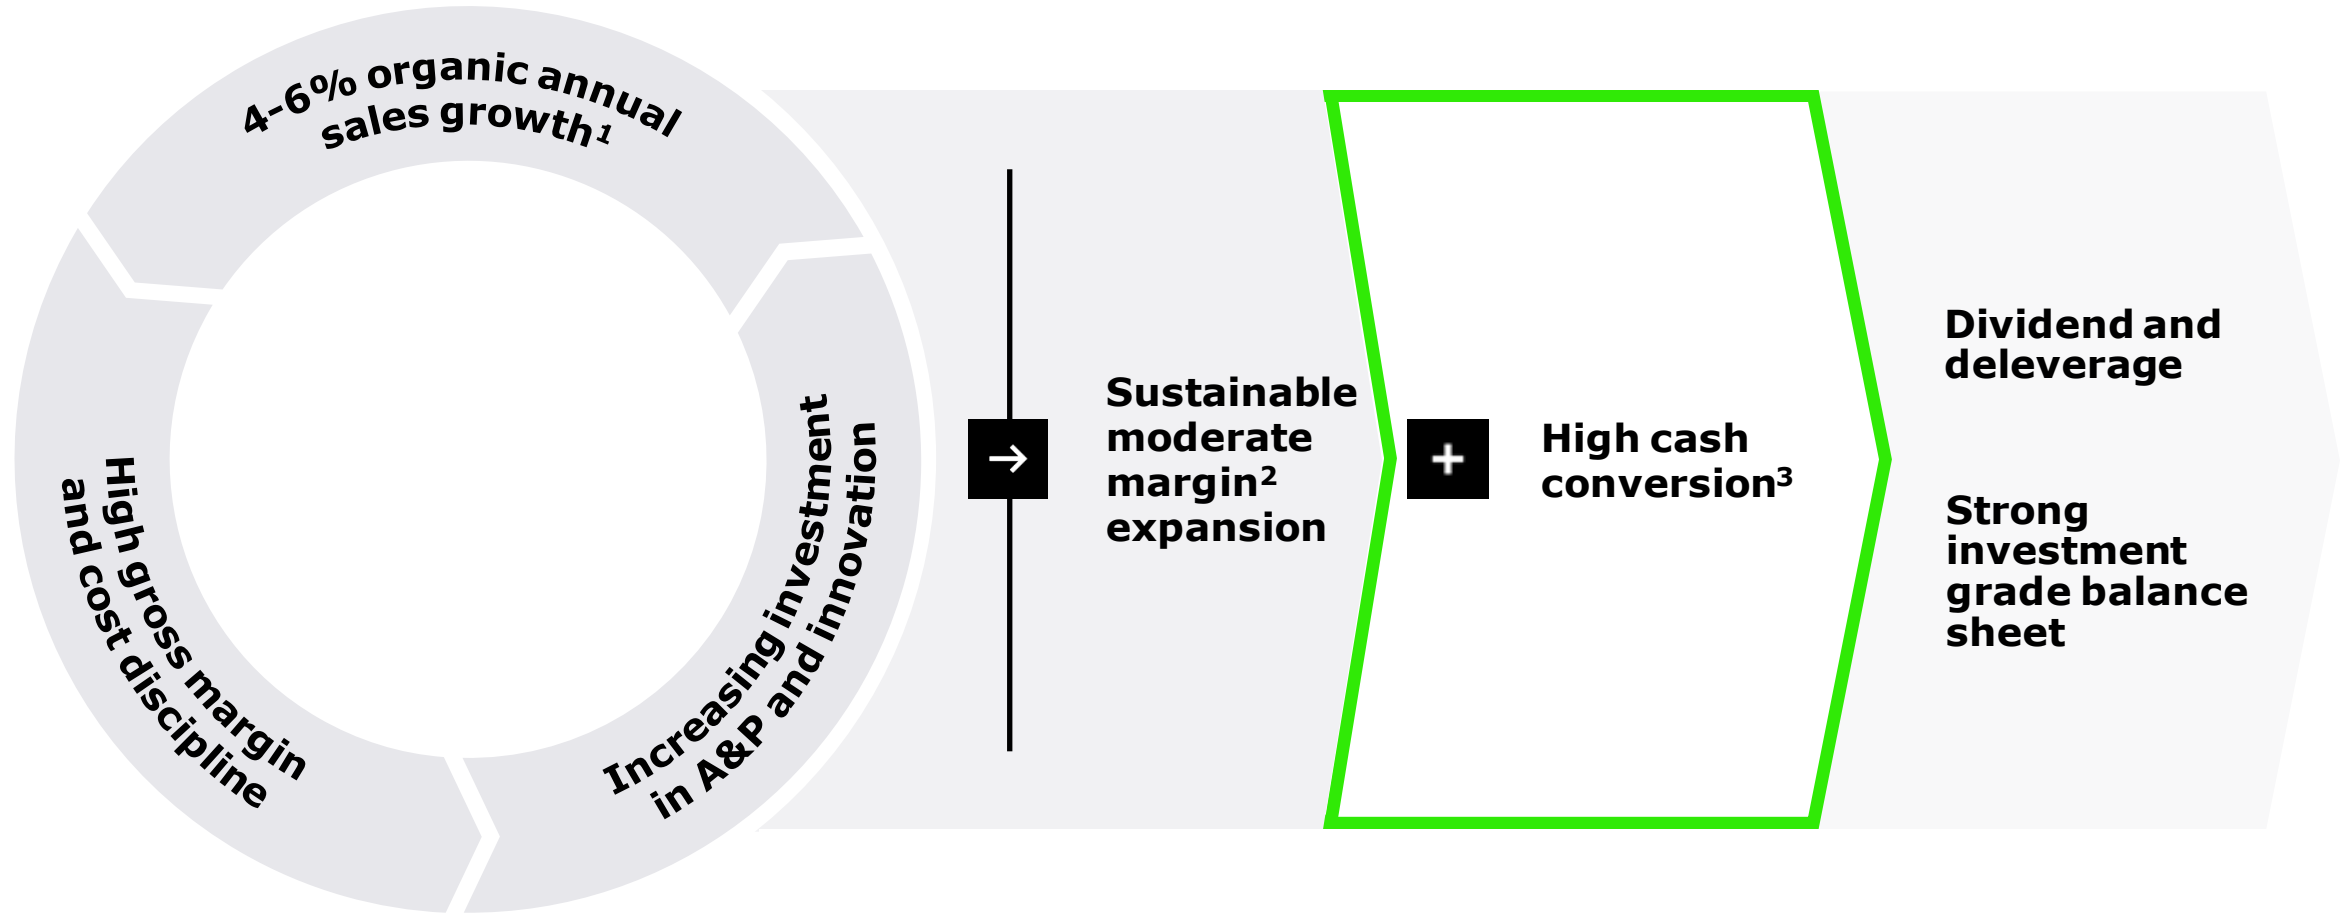 4–6% organic annual
sales growth¹
Increasing investment
in A&P and innovation
High gross margin
and cost discipline
→
Sustainable
moderate
margin²
expansion
+
High cash
conversion³
Dividend and
deleverage
Strong
investment
grade balance
sheet